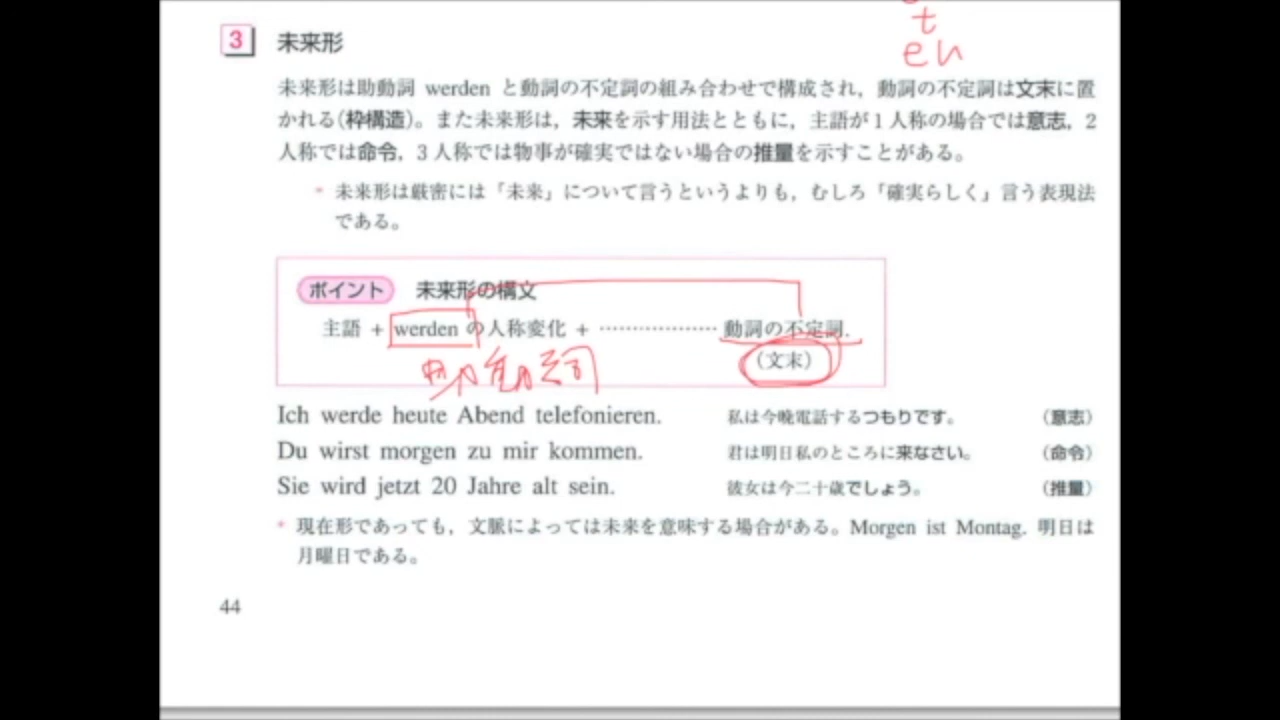 t
en
3 未来形
未来形は助動詞 werden と動詞の不定詞の組み合わせで構成され，動詞の不定詞は文末に置
かれる(枠構造)。また未来形は，未来を示す用法とともに，主語が1人称の場合では意志，2
人称では命令，3人称では物事が確実ではない場合の推量を示すことがある。
* 未来形は厳密には「未来」について言うというよりも，むしろ「確実らしく」言う表現法
である。
ポイント 未来形の構文
主語 + werden の人称変化 + ………………… 動詞の不定詞.
助動詞 (文末)
Ich werde heute Abend telefonieren. 私は今晩電話するつもりです。 (意志)
Du wirst morgen zu mir kommen. 君は明日私のところに来なさい。 (命令)
Sie wird jetzt 20 Jahre alt sein. 彼女は今二十歳でしょう。 (推量)
* 現在形であっても，文脈によっては未来を意味する場合がある。Morgen ist Montag. 明日は
月曜日である。
44